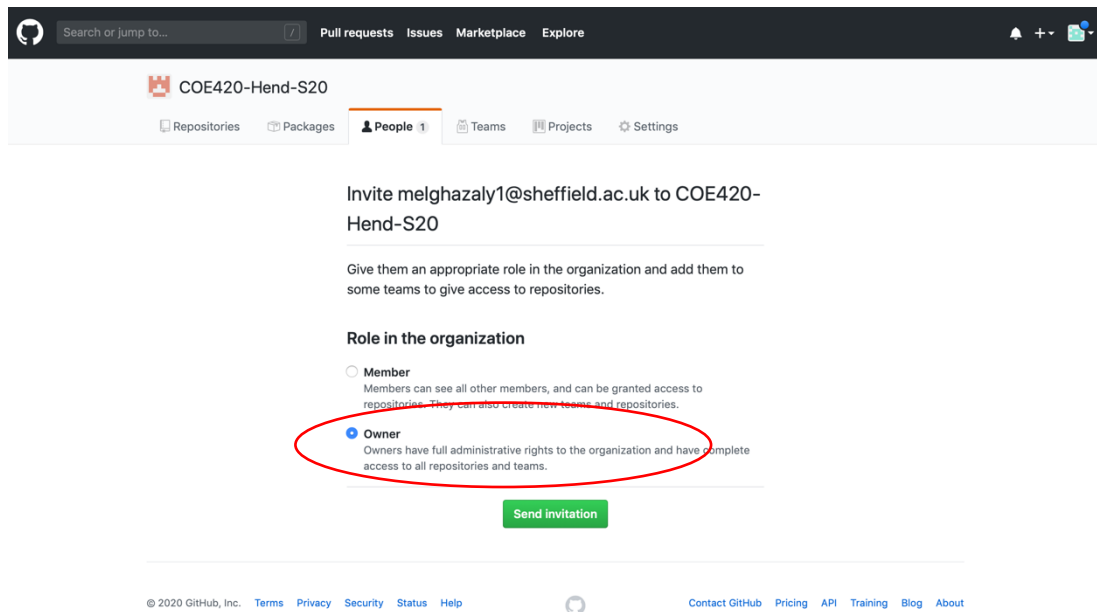 Search or jump to... /
Pull requests Issues Marketplace Explore
COE420-Hend-S20
Repositories Packages People 1 Teams Projects Settings
Invite melghazaly1@sheffield.ac.uk to COE420-
Hend-S20
Give them an appropriate role in the organization and add them to
some teams to give access to repositories.
Role in the organization
Member
Members can see all other members, and can be granted access to
repositories. They can also create new teams and repositories.
Owner
Owners have full administrative rights to the organization and have complete
access to all repositories and teams.
Send invitation
© 2020 GitHub, Inc. Terms Privacy Security Status Help Contact GitHub Pricing API Training Blog About